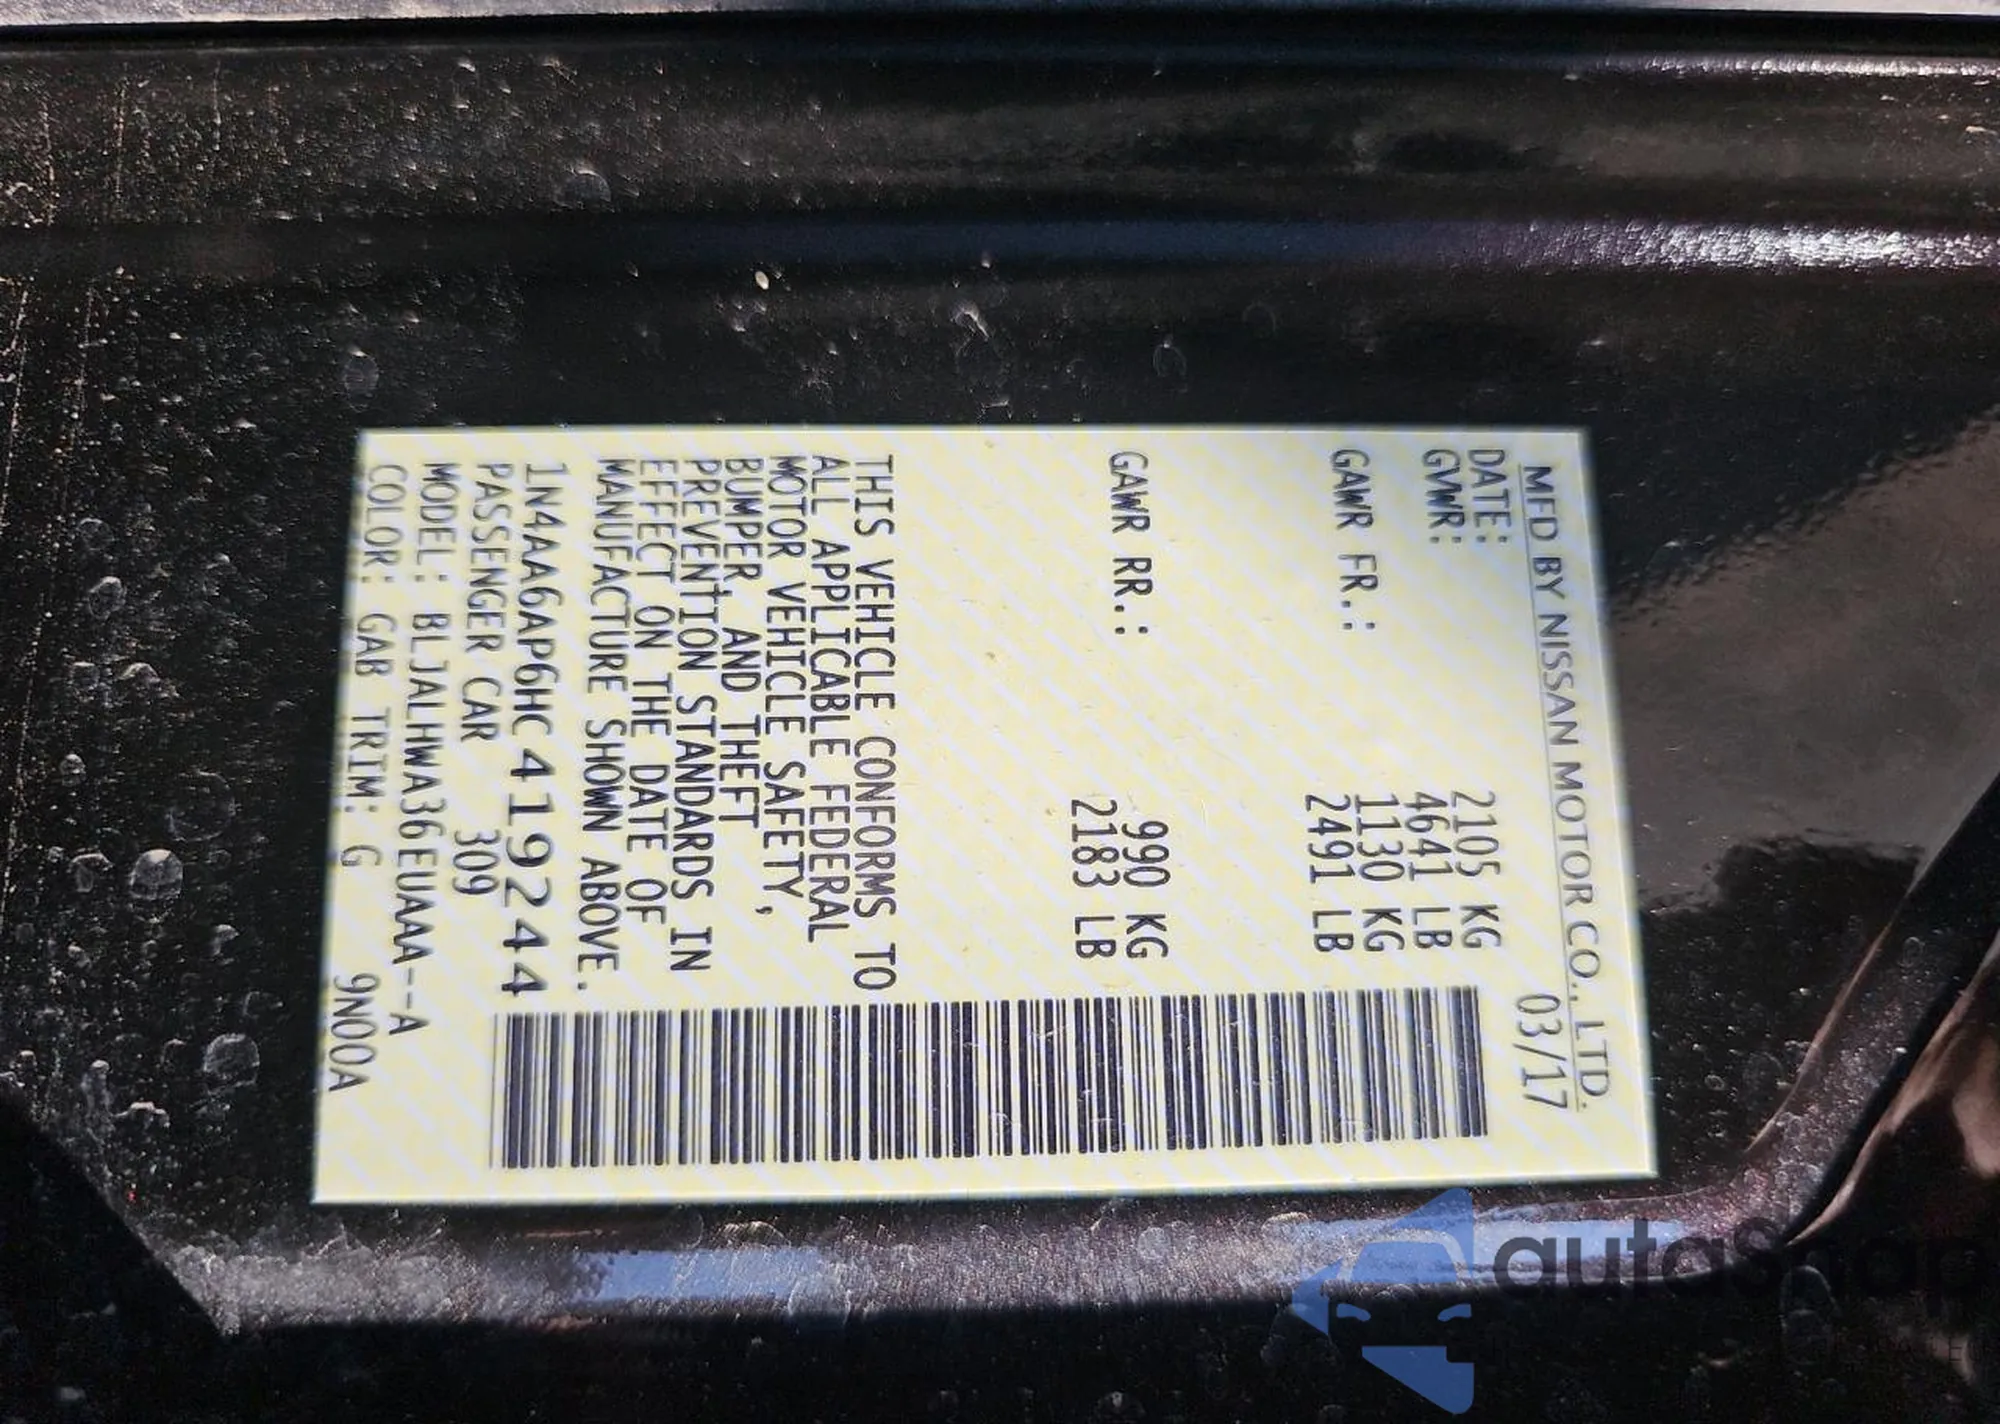 MFD BY NISSAN MOTOR CO., LTD.
DATE: 03/17
GVWR: 2105 KG
4641 LB
GAWR FR.: 1130 KG
2491 LB
GAWR RR.: 990 KG
2183 LB
THIS VEHICLE CONFORMS TO
ALL APPLICABLE FEDERAL
MOTOR VEHICLE SAFETY,
BUMPER, AND THEFT
PREVENTION STANDARDS IN
EFFECT ON THE DATE OF
MANUFACTURE SHOWN ABOVE.
1N4AA6AP6HC419244
PASSENGER CAR 309
MODEL: BLJALHWA36EUAAA--A
COLOR: GAB TRIM: G 9N00A
autasnap